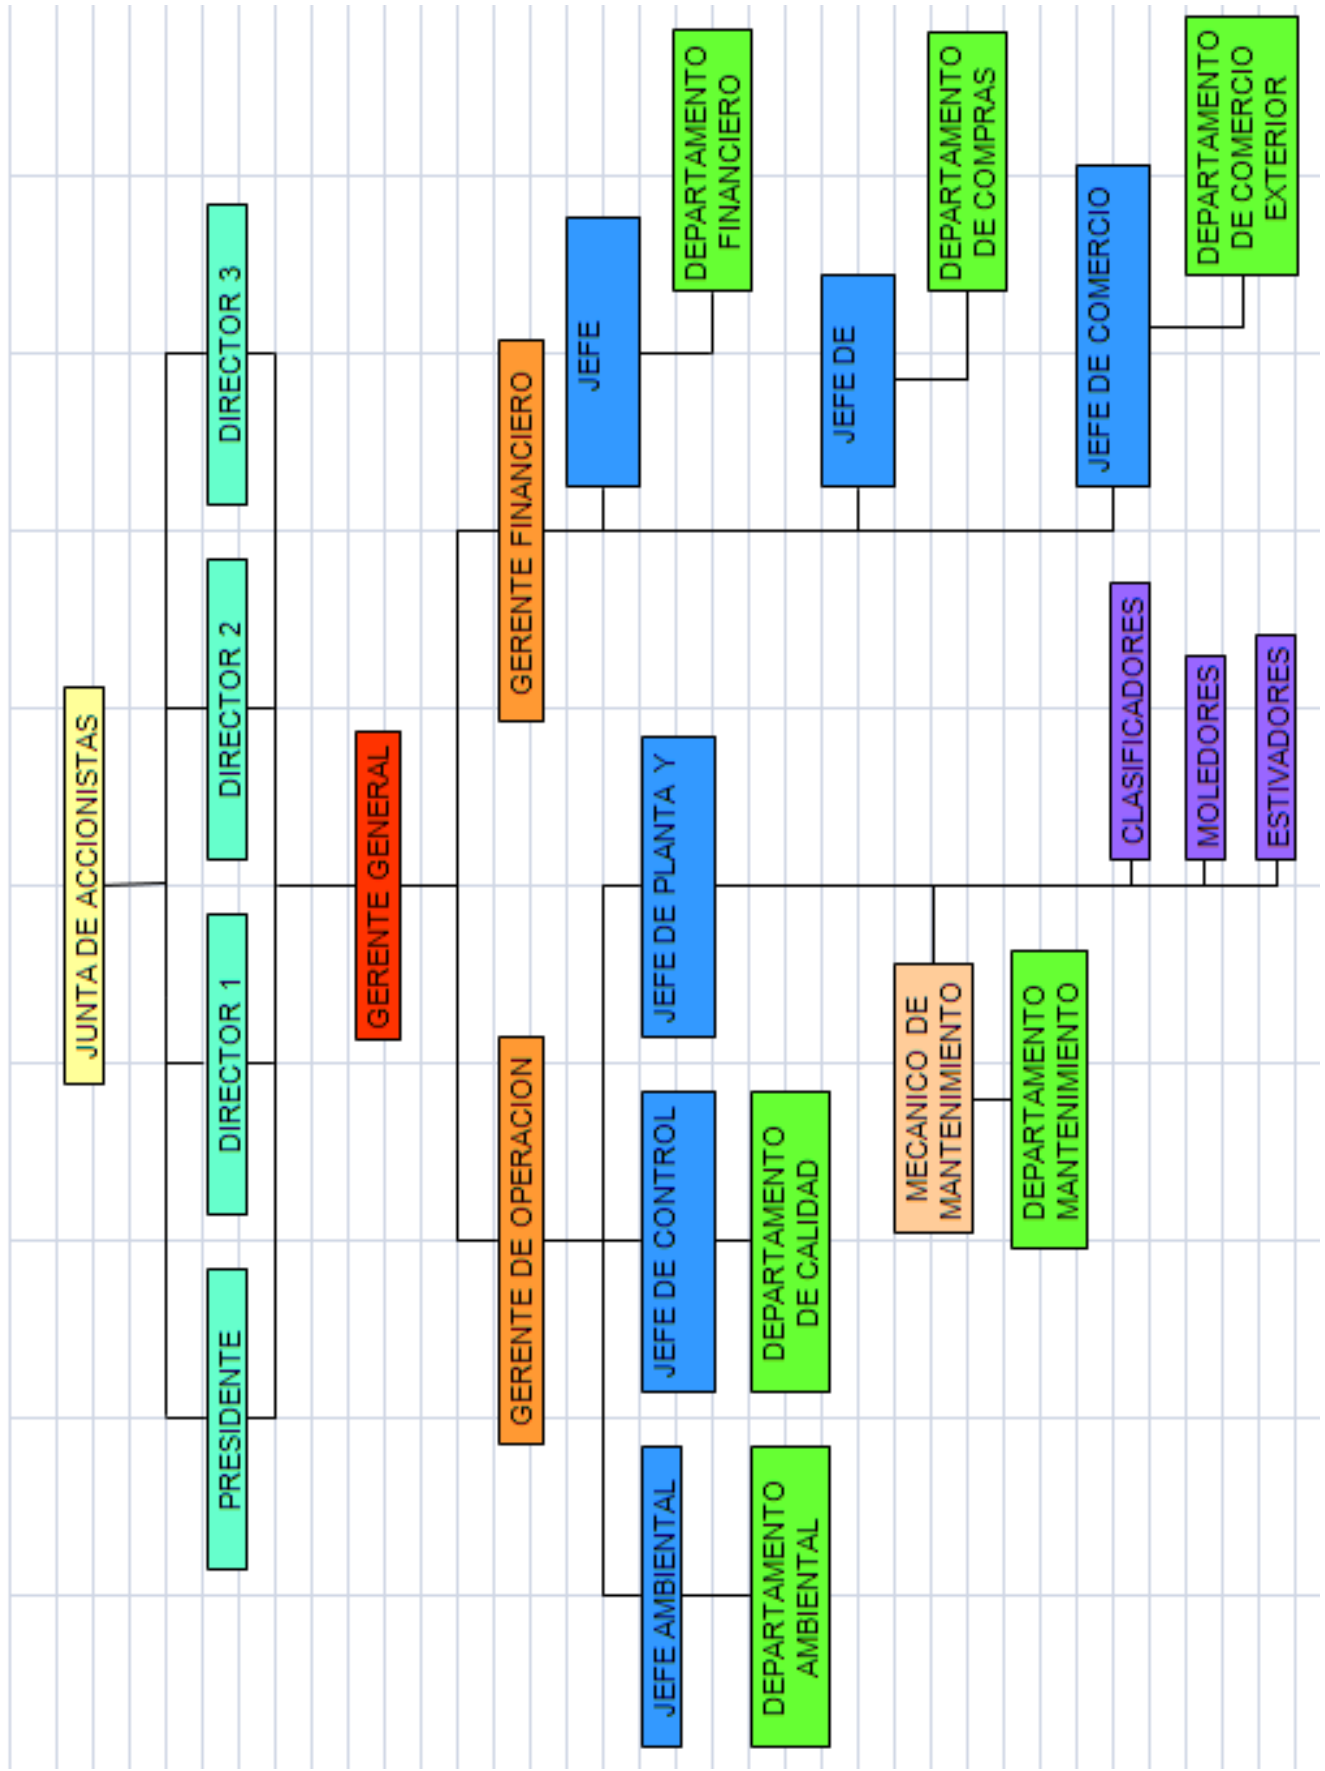 JUNTA DE ACCIONISTAS
PRESIDENTE
DIRECTOR 1
DIRECTOR 2
DIRECTOR 3
GERENTE GENERAL
GERENTE DE OPERACION
GERENTE FINANCIERO
JEFE AMBIENTAL
DEPARTAMENTO
AMBIENTAL
JEFE DE CONTROL
DEPARTAMENTO
DE CALIDAD
JEFE DE PLANTA Y
MECANICO DE
MANTENIMIENTO
DEPARTAMENTO
MANTENIMIENTO
CLASIFICADORES
MOLEDORES
ESTIVADORES
JEFE
DEPARTAMENTO
FINANCIERO
JEFE DE
DEPARTAMENTO
DE COMPRAS
JEFE DE COMERCIO
DEPARTAMENTO
DE COMERCIO
EXTERIOR